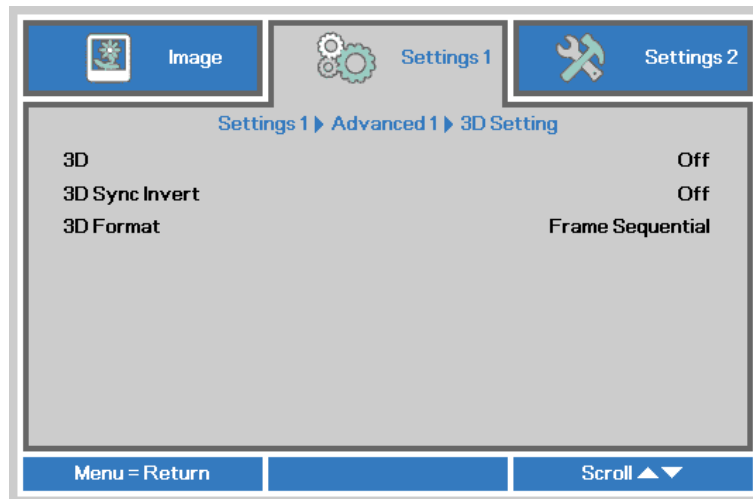 Image
Settings 1
Settings 2
Settings 1 ▶ Advanced 1 ▶ 3D Setting
3D Off
3D Sync Invert Off
3D Format Frame Sequential
Menu = Return
Scroll ▲▼